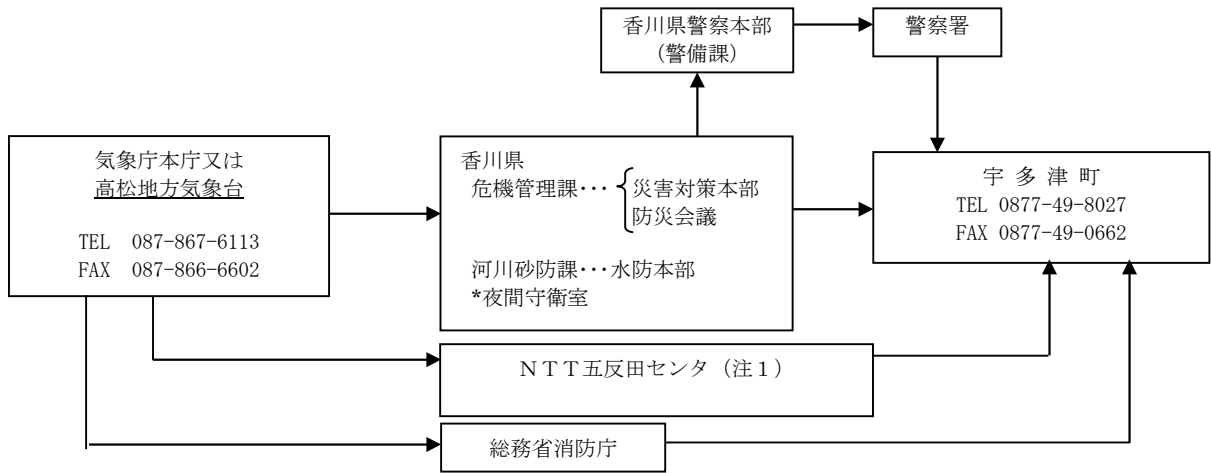 香川県警察本部
(警備課)
警察署
気象庁本庁又は
高松地方気象台
TEL 087-867-6113
FAX 087-866-6602
香川県
危機管理課･･･災害対策本部
防災会議
河川砂防課･･･水防本部
*夜間守衛室
宇 多 津 町
TEL 0877-49-8027
FAX 0877-49-0662
ＮＴＴ五反田センタ（注１）
総務省消防庁